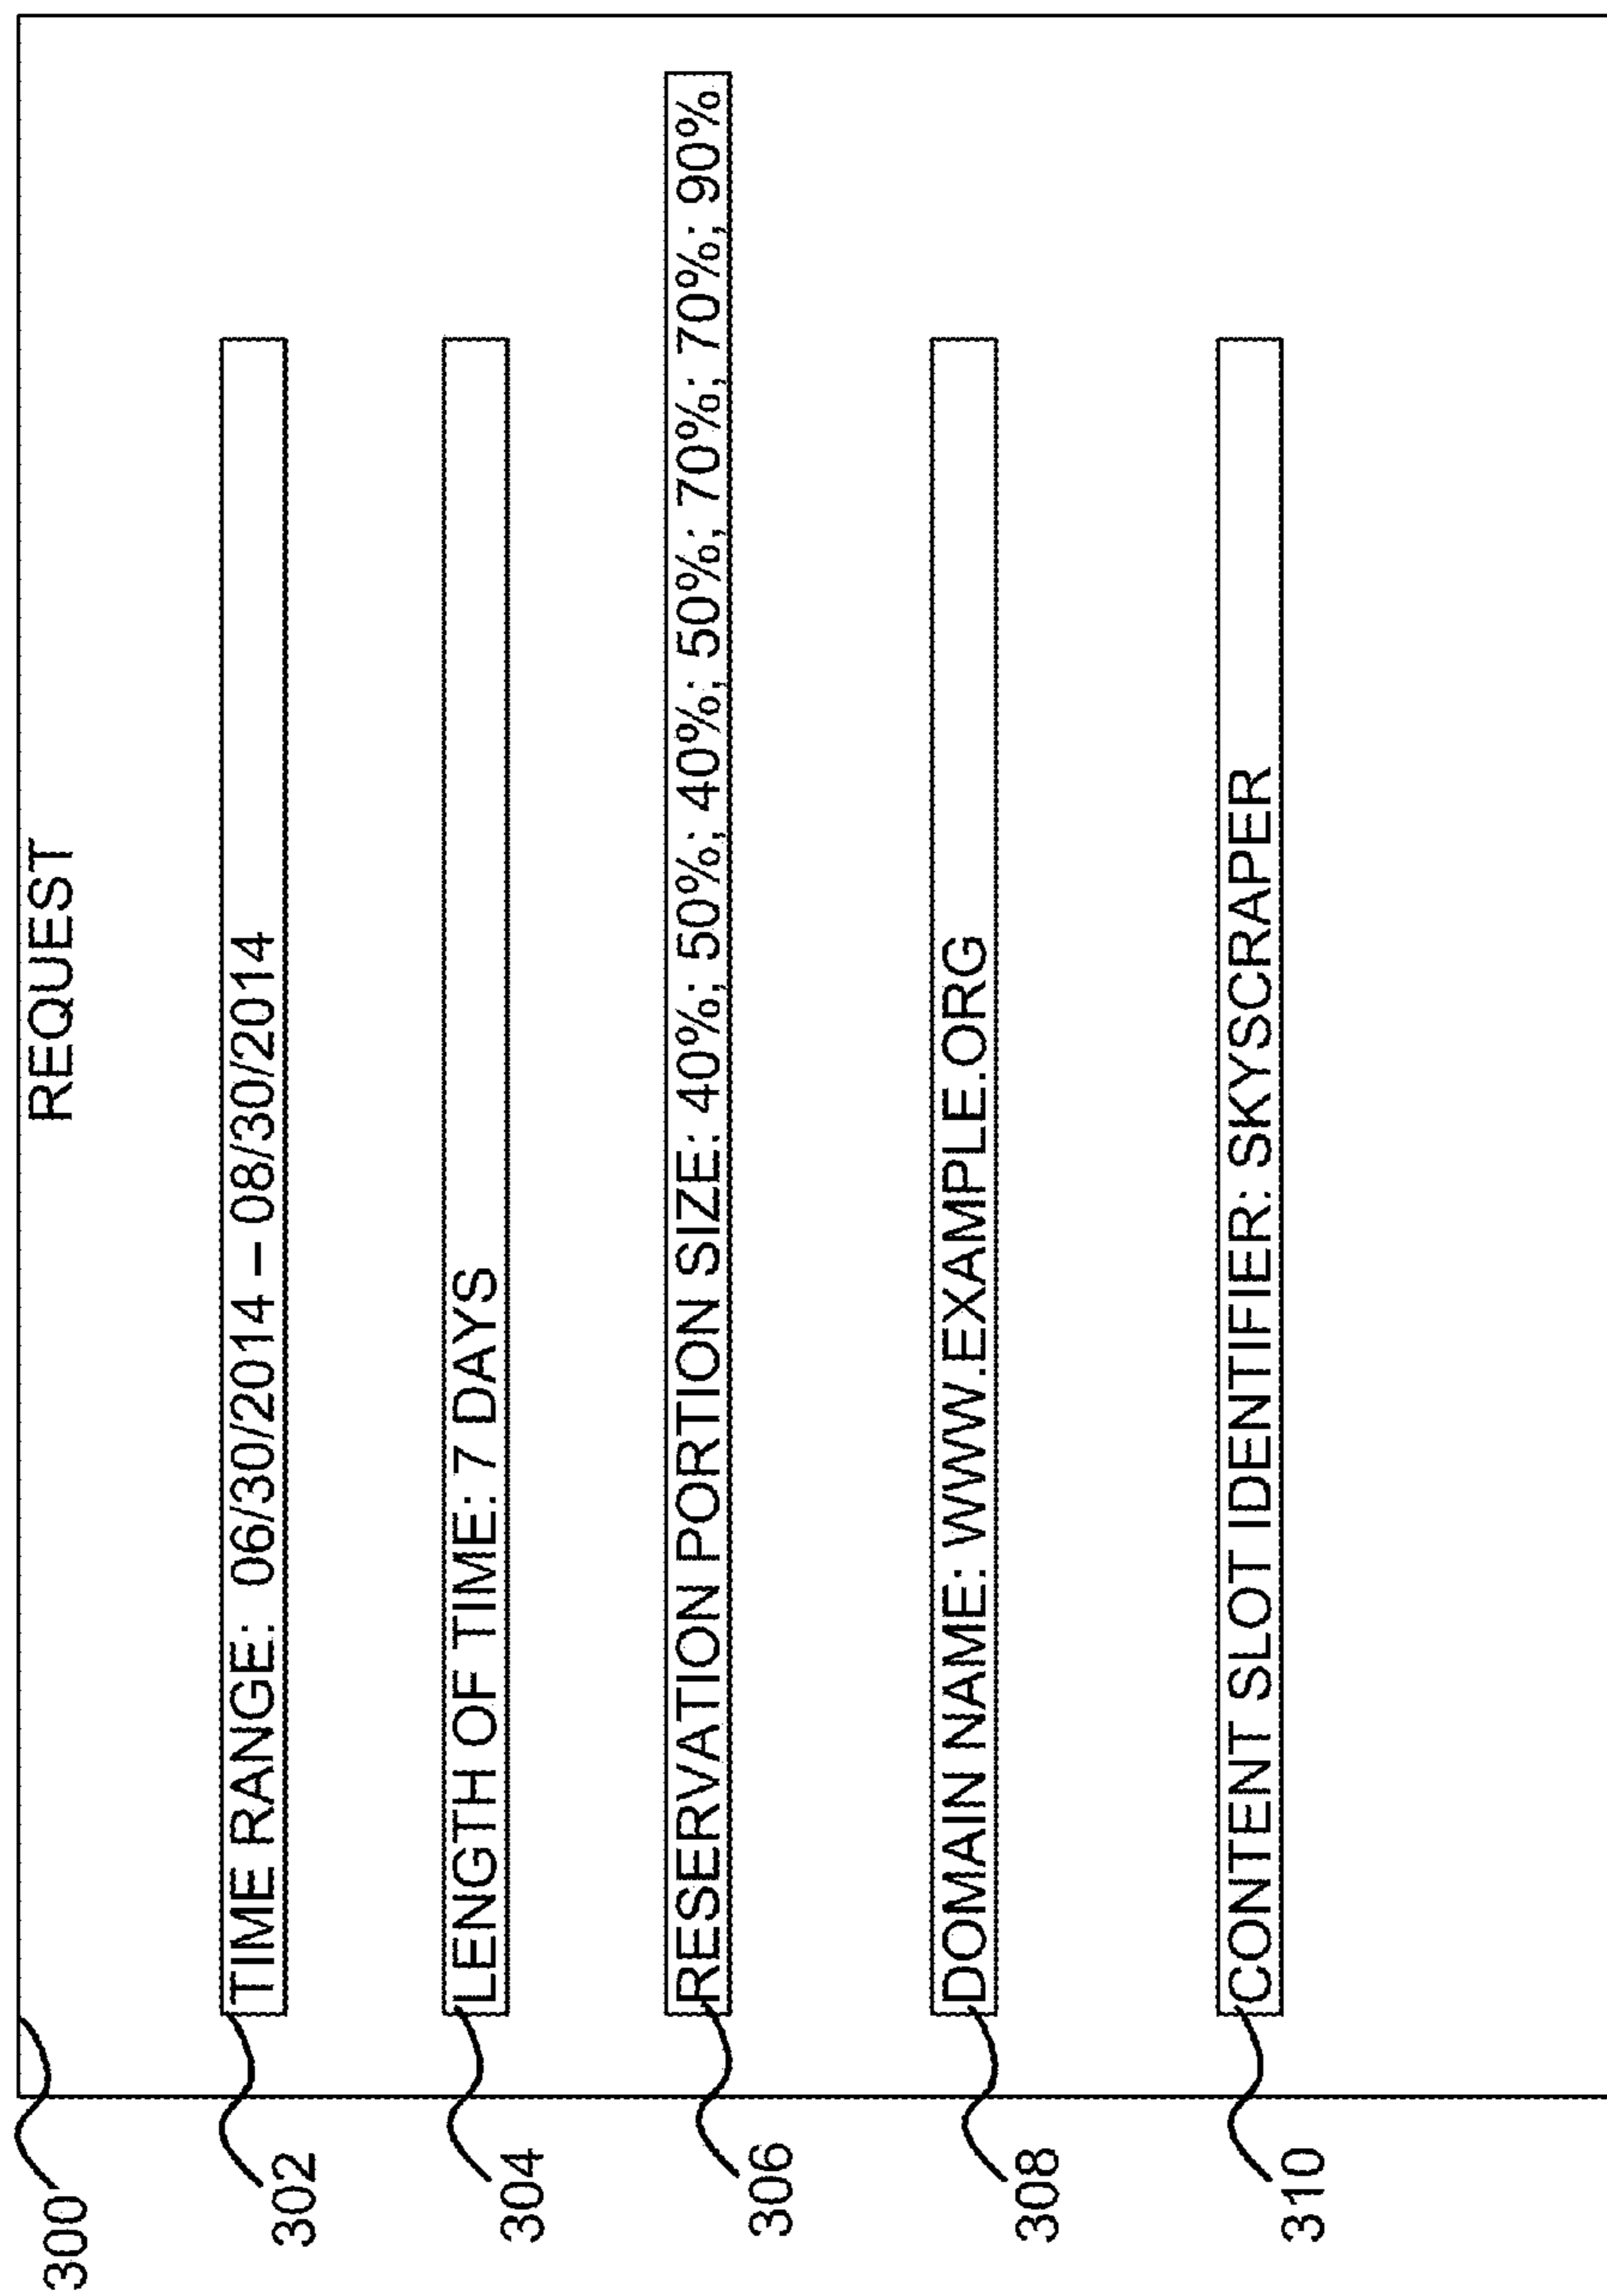 REQUEST
300
TIME RANGE: 06/30/2014 – 08/30/2014
302
LENGTH OF TIME: 7 DAYS
304
RESERVATION PORTION SIZE: 40%; 50%; 40%; 50%; 70%; 70%; 90%
306
DOMAIN NAME: WWW.EXAMPLE.ORG
308
CONTENT SLOT IDENTIFIER: SKYSCRAPER
310